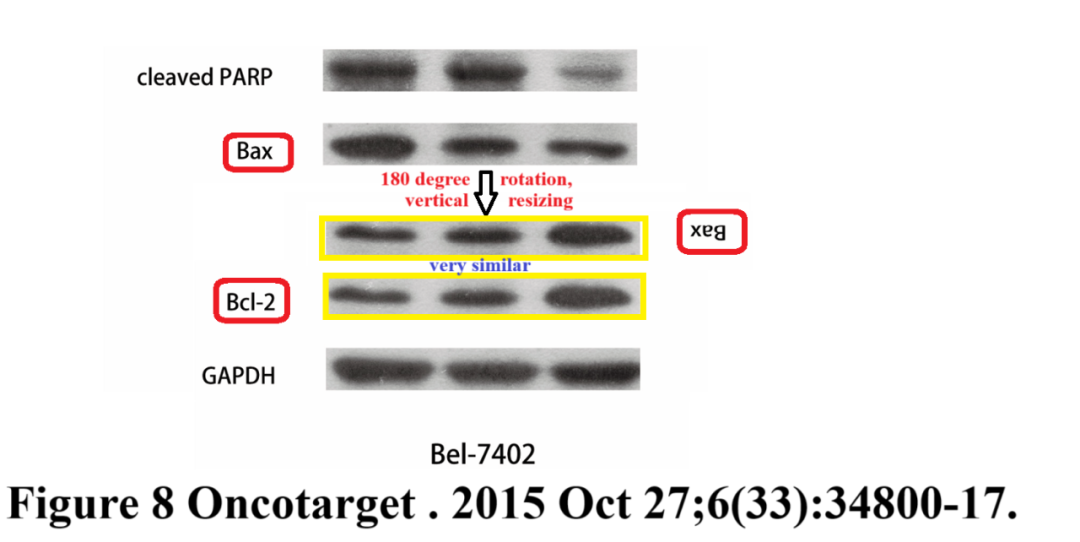 cleaved PARP
Bax
180 degree rotation,
vertical resizing
Bax
very similar
Bcl-2
GAPDH
Bel-7402
Figure 8 Oncotarget . 2015 Oct 27;6(33):34800-17.